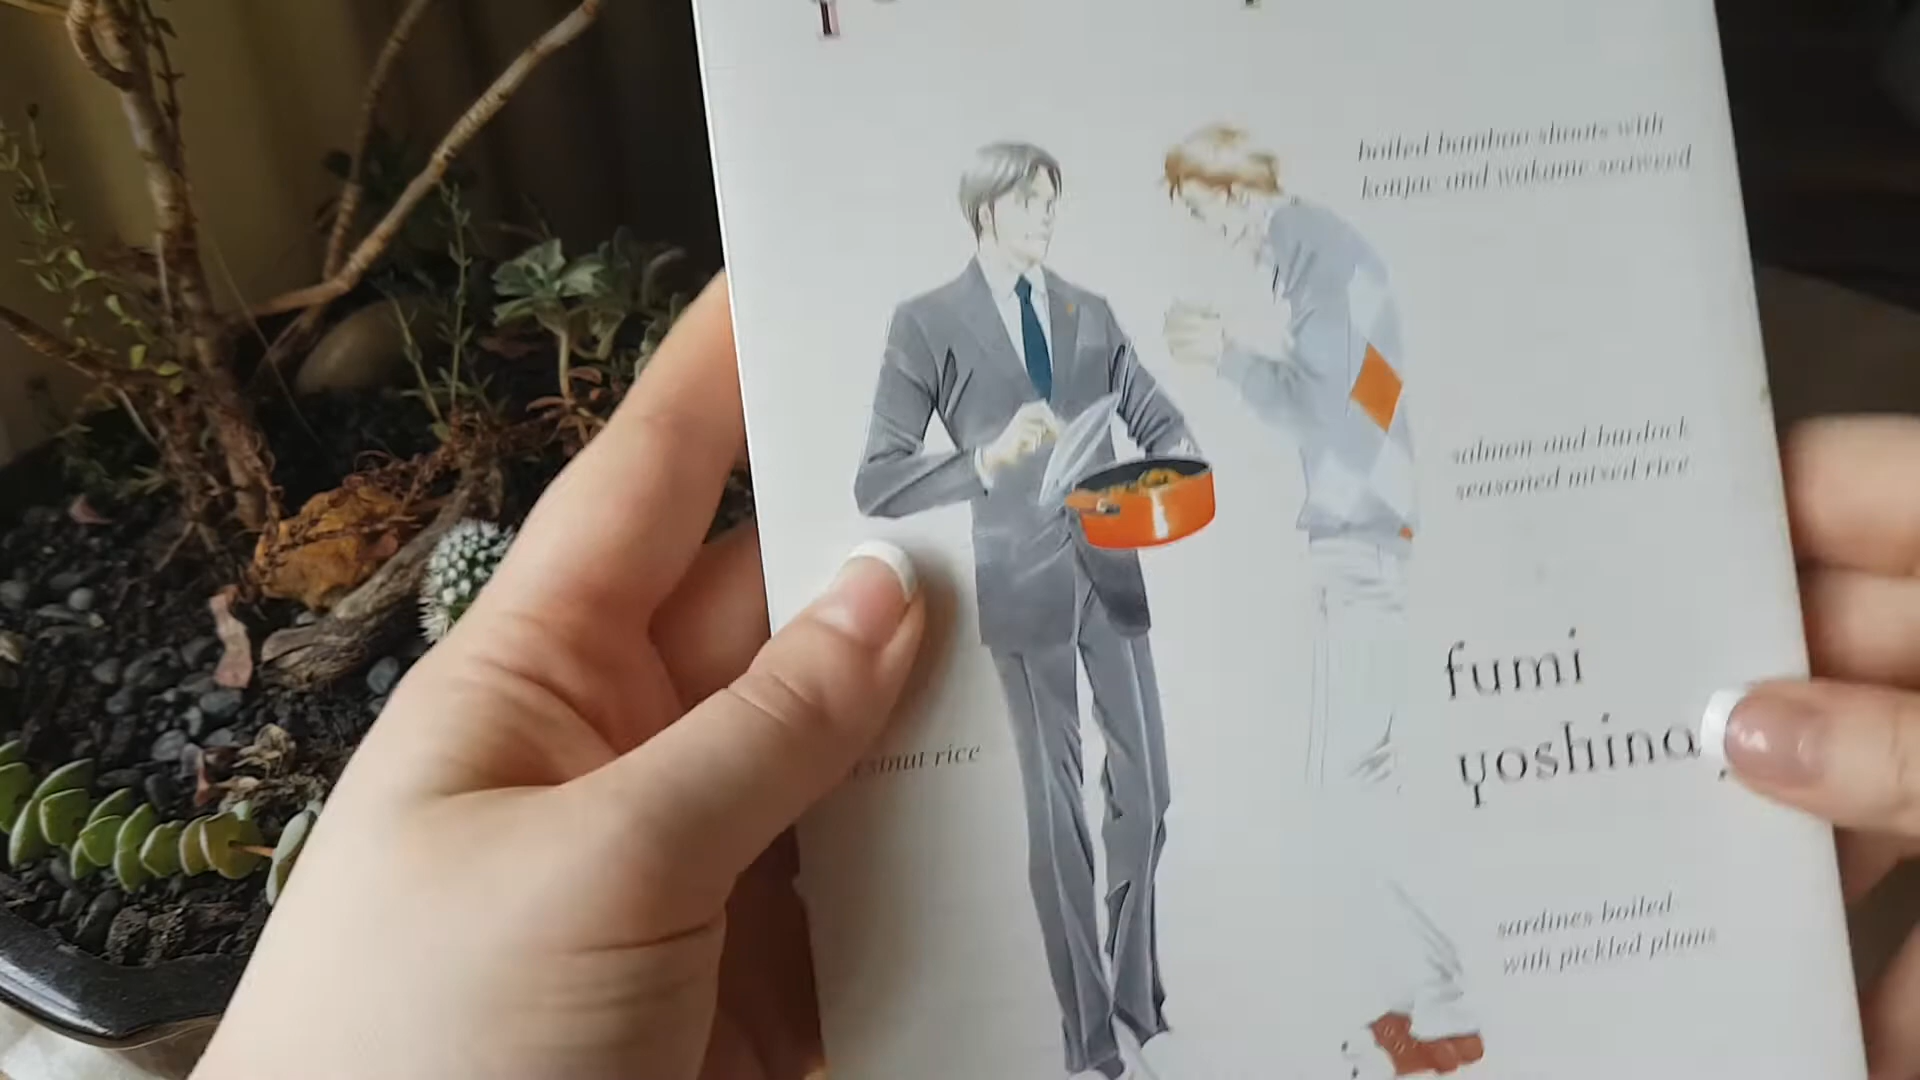 boiled bamboo shoots with
konjac and wakame seaweed
salmon-and-burdock
seasoned mixed rice
fumi
yoshina
rice
sardines boiled
with pickled plums